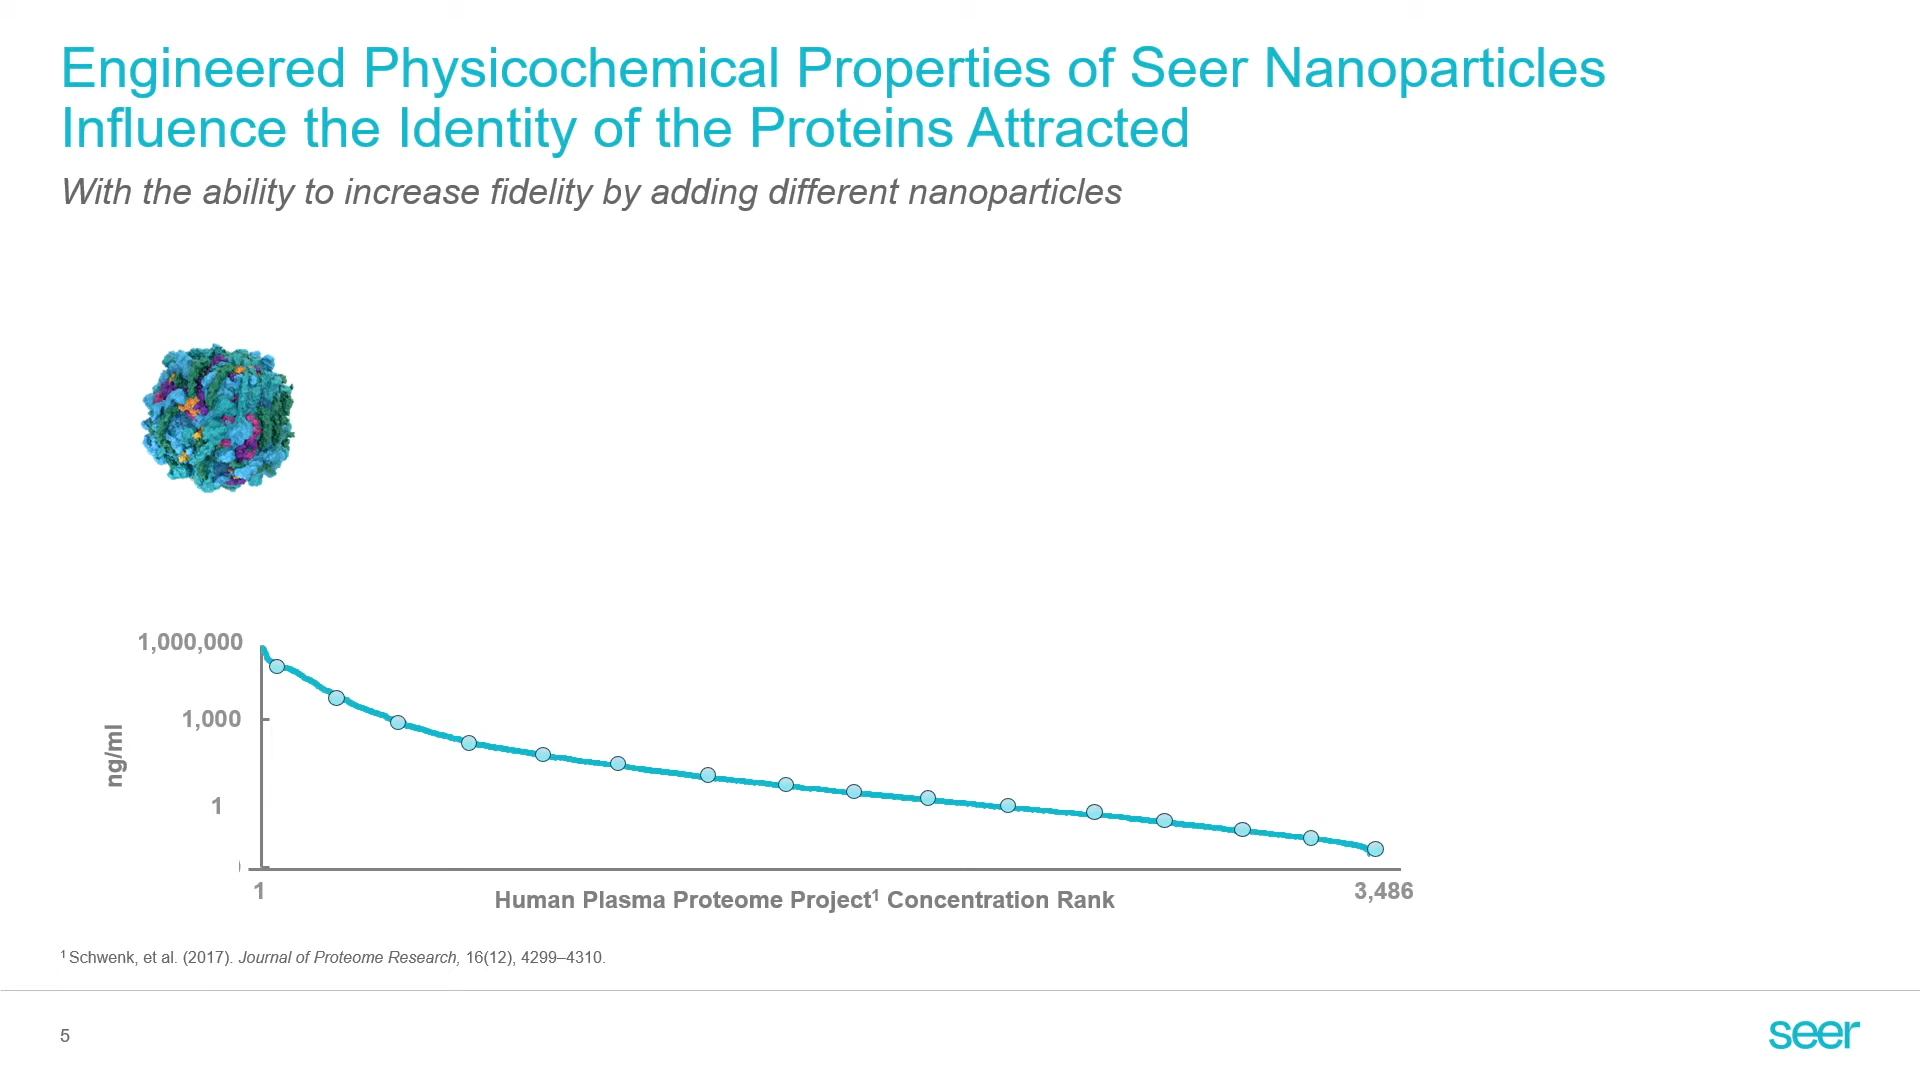 Engineered Physicochemical Properties of Seer Nanoparticles
Influence the Identity of the Proteins Attracted
With the ability to increase fidelity by adding different nanoparticles
1,000,000
1,000
ng/ml
1
1
Human Plasma Proteome Project¹ Concentration Rank
3,486
¹ Schwenk, et al. (2017). Journal of Proteome Research, 16(12), 4299–4310.
5
seer